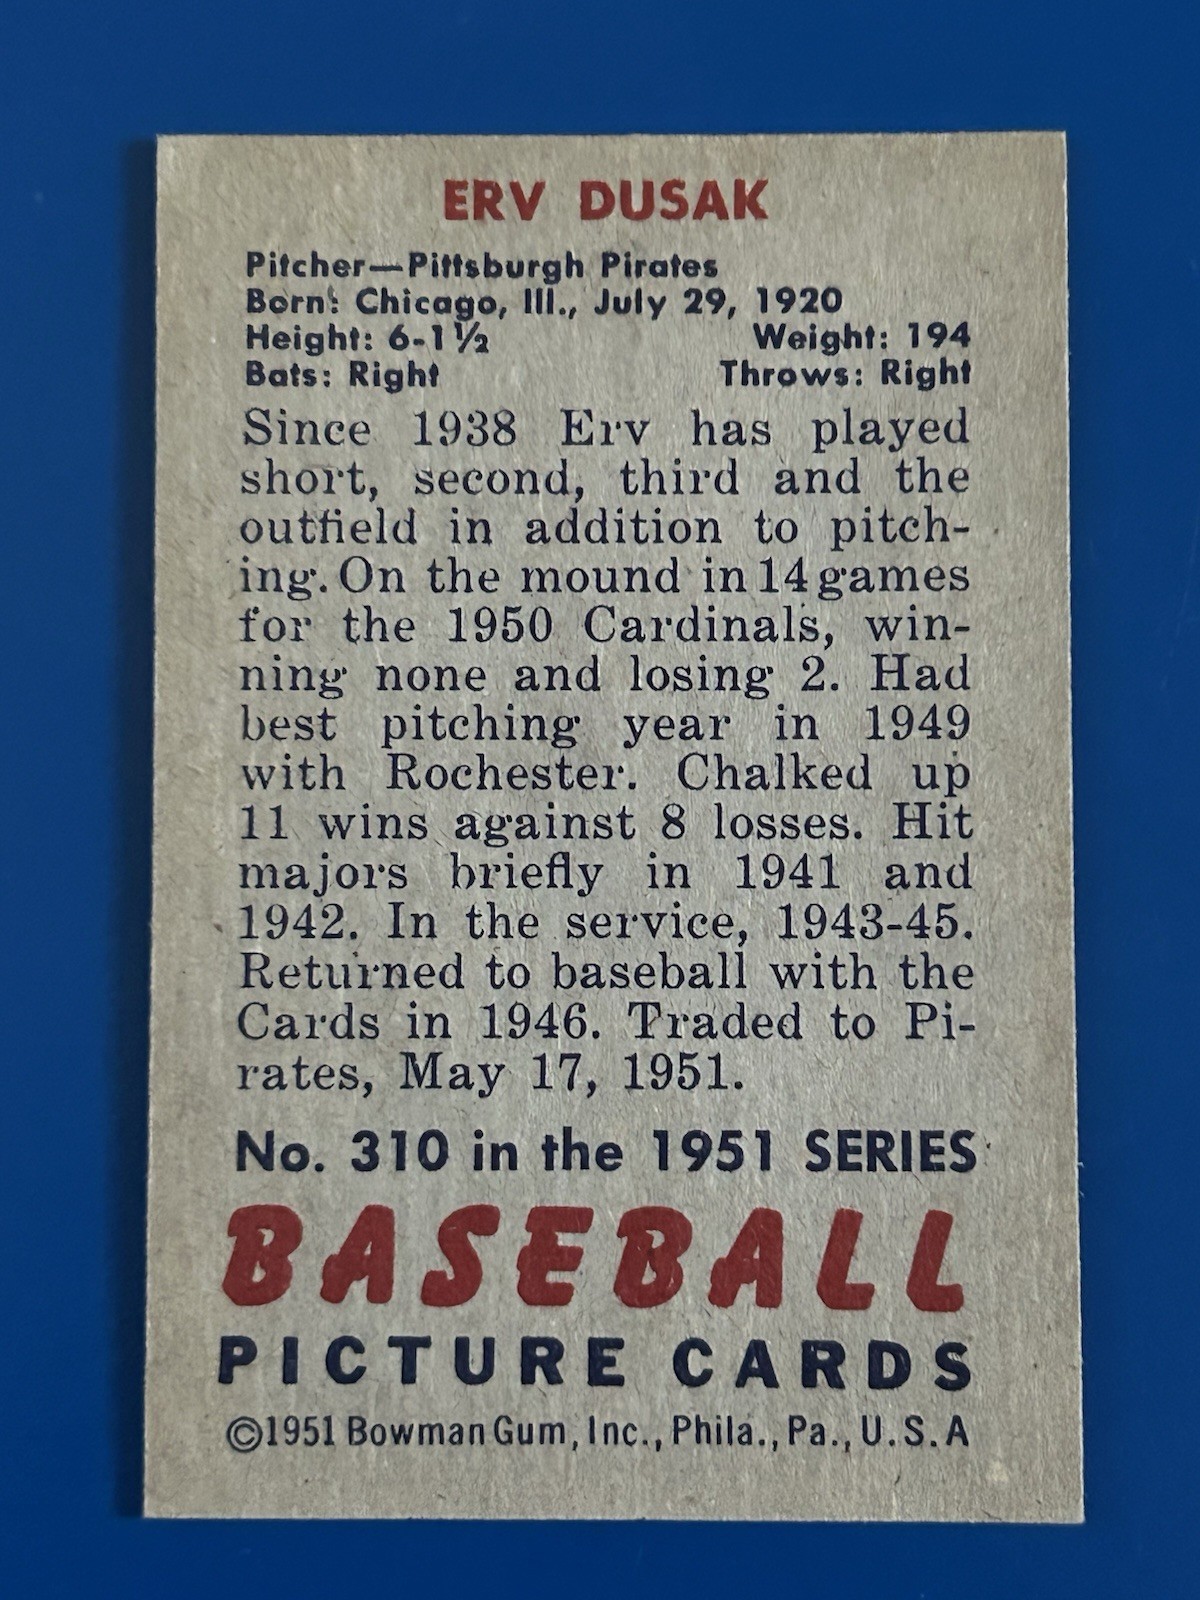 ERV DUSAK
Pitcher—Pittsburgh Pirates
Born: Chicago, Ill., July 29, 1920
Height: 6-1½ Weight: 194
Bats: Right Throws: Right
Since 1938 Erv has played
short, second, third and the
outfield in addition to pitch-
ing. On the mound in 14 games
for the 1950 Cardinals, win-
ning none and losing 2. Had
best pitching year in 1949
with Rochester. Chalked up
11 wins against 8 losses. Hit
majors briefly in 1941 and
1942. In the service, 1943-45.
Returned to baseball with the
Cards in 1946. Traded to Pi-
rates, May 17, 1951.
No. 310 in the 1951 SERIES
BASEBALL
PICTURE CARDS
©1951 Bowman Gum, Inc., Phila., Pa., U.S.A